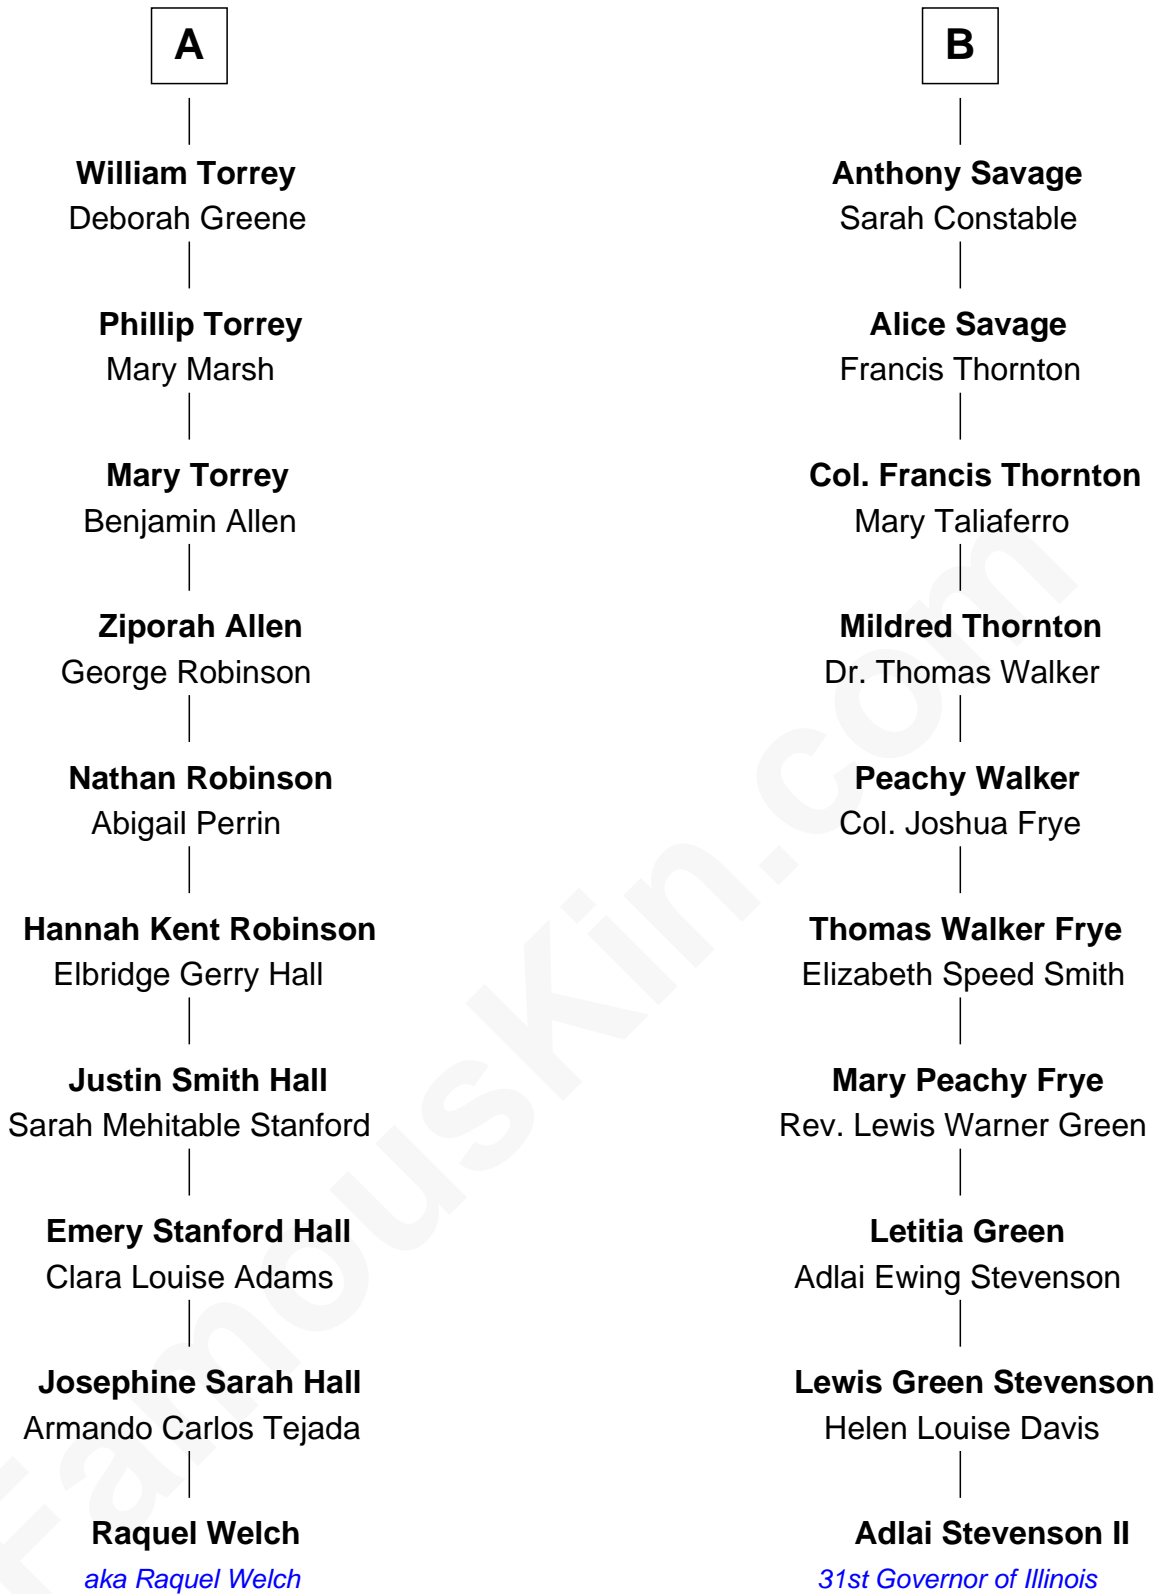 A
William Torrey
Deborah Greene
Phillip Torrey
Mary Marsh
Mary Torrey
Benjamin Allen
Ziporah Allen
George Robinson
Nathan Robinson
Abigail Perrin
Hannah Kent Robinson
Elbridge Gerry Hall
Justin Smith Hall
Sarah Mehitable Stanford
Emery Stanford Hall
Clara Louise Adams
Josephine Sarah Hall
Armando Carlos Tejada
Raquel Welch
aka Raquel Welch
B
Anthony Savage
Sarah Constable
Alice Savage
Francis Thornton
Col. Francis Thornton
Mary Taliaferro
Mildred Thornton
Dr. Thomas Walker
Peachy Walker
Col. Joshua Frye
Thomas Walker Frye
Elizabeth Speed Smith
Mary Peachy Frye
Rev. Lewis Warner Green
Letitia Green
Adlai Ewing Stevenson
Lewis Green Stevenson
Helen Louise Davis
Adlai Stevenson II
31st Governor of Illinois
FamousKin.com